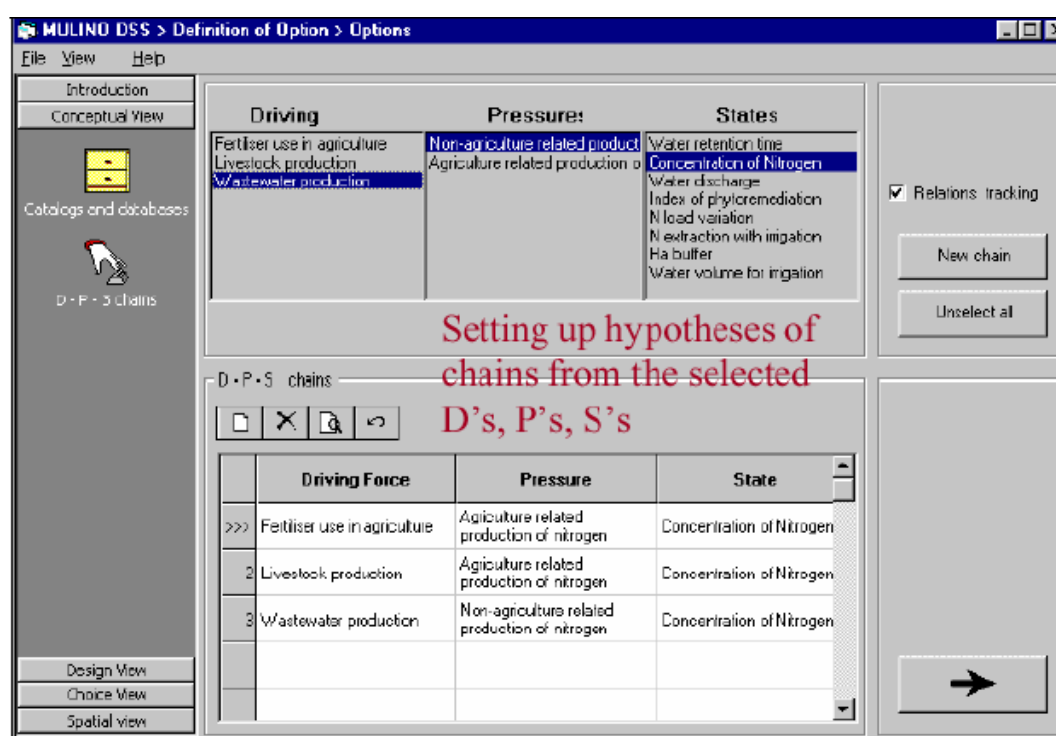 MULINO DSS > Definition of Option > Options
File View Help
Introduction
Conceptual View
Catalogs and databases
D - P - S chains
Design View
Choice View
Spatial view
Driving
Fertliser use in agriculture
Livestock production
Wastewater production
Pressures
Non-agriculture related product
Agriculture related production o
States
Water retention time
Concentration of Nitrogen
Water discharge
Index of phytoremediation
N load variation
N extraction with irrigation
Ha buffer
Water volume for irrigation
Relations tracking
New chain
Unselect all
Setting up hypotheses of
chains from the selected
D's, P's, S's
D - P - S chains
Driving Force Pressure State
>>> Fertiliser use in agriculture Agriculture related production of nitrogen Concentration of Nitrogen
2 Livestock production Agriculture related production of nitrogen Concentration of Nitrogen
3 Wastewater production Non-agriculture related production of nitrogen Concentration of Nitrogen